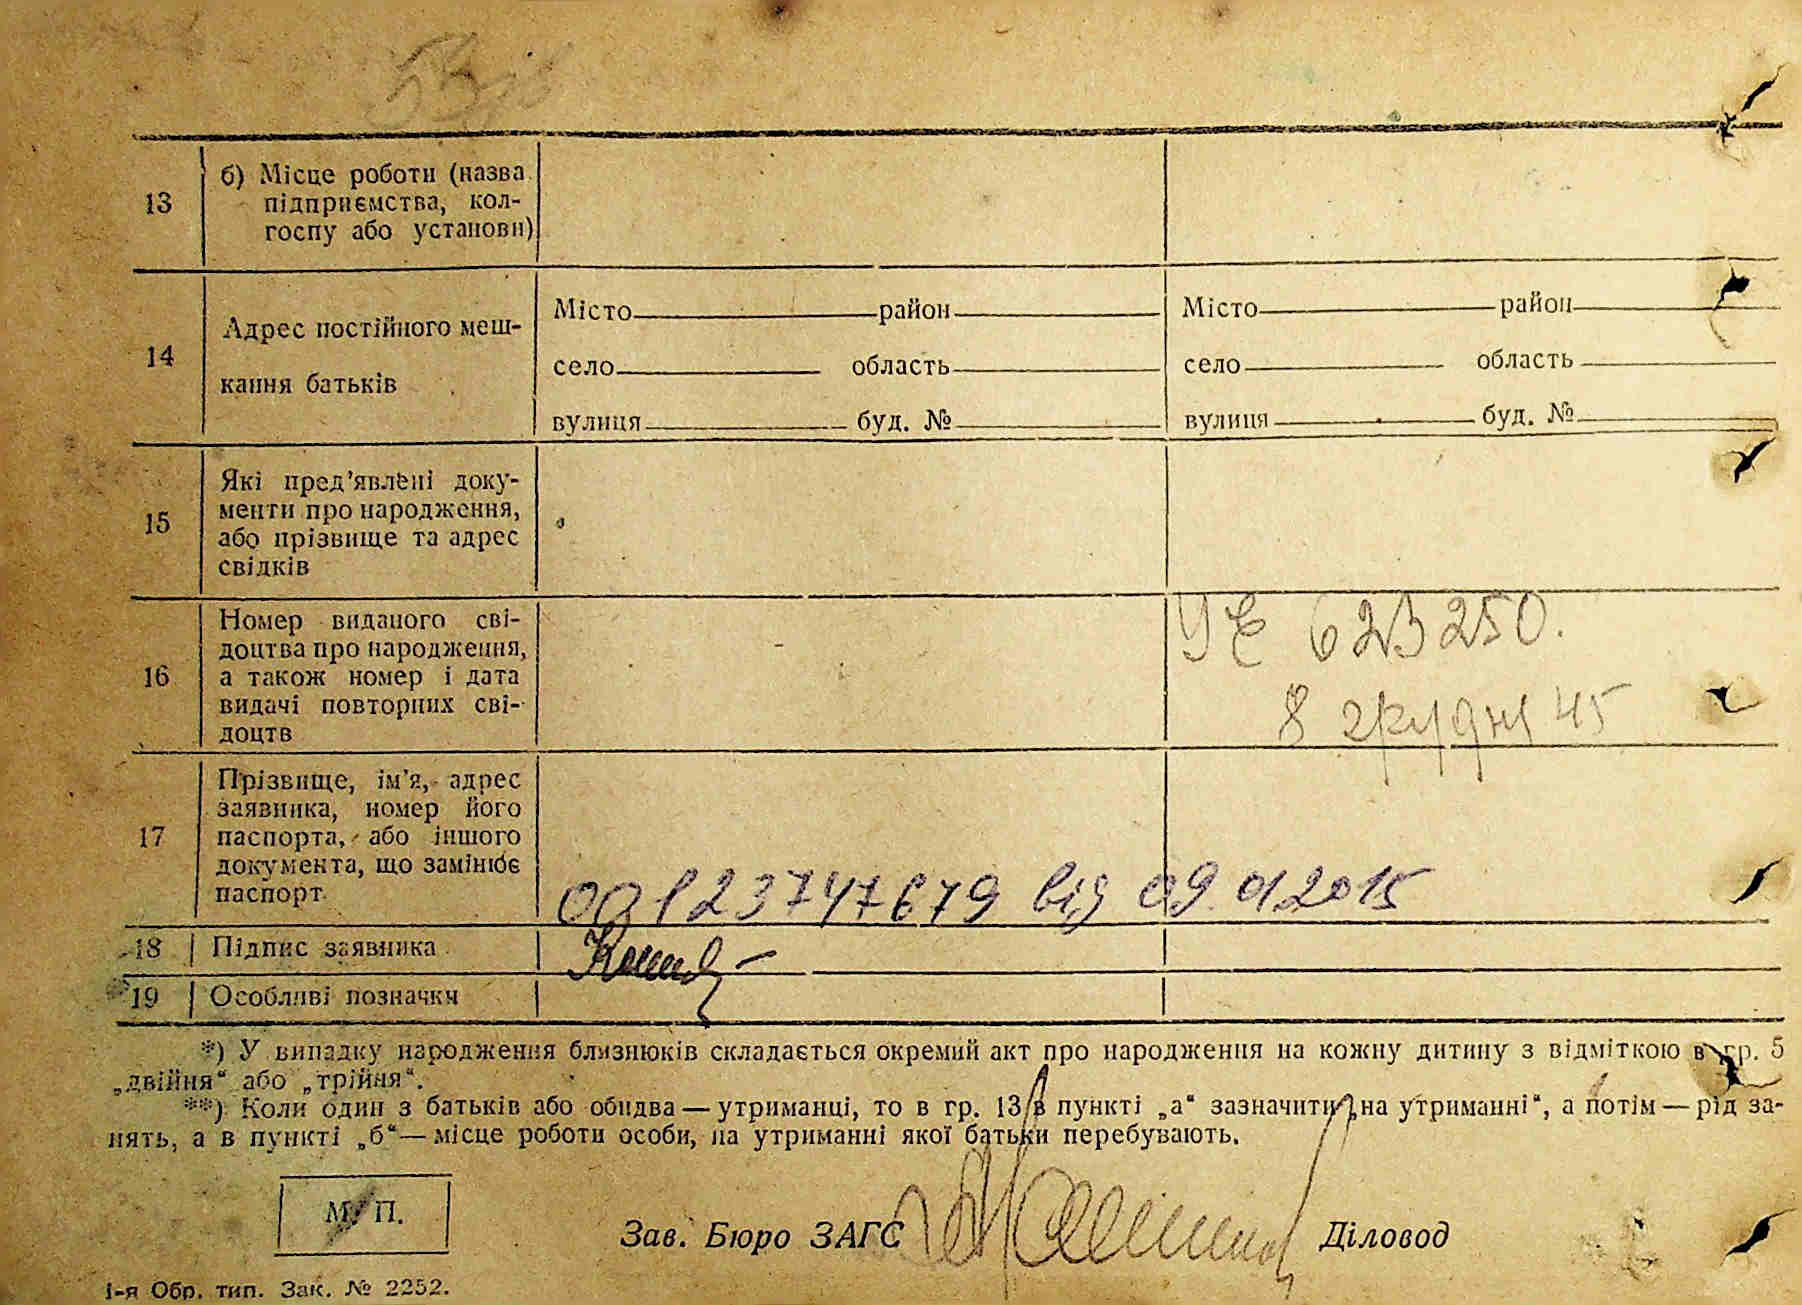 13
б) Місце роботи (назва
підприємства, кол-
госпу або установи)
14
Адрес постійного меш-
кання батьків
Місто район
село область
вулиця буд. №
Місто район
село область
вулиця буд. №
15
Які пред’явлені доку-
менти про народження,
або прізвище та адрес
свідків
16
Номер виданого сві-
доцтва про народження,
а також номер і дата
видачі повторних сві-
доцтв
УЄ 623250.
8 грудня 45
17
Прізвище, ім’я, адрес
заявника, номер його
паспорта, або іншого
документа, що замінює
паспорт
00123747679 від 09.01.2015
18 Підпис заявника
19 Особливі позначки
*) У випадку народження близнюків складається окремий акт про народження на кожну дитину з відміткою в гр. 5
„двійня“ або „трійня“.
**) Коли один з батьків або обидва — утриманці, то в гр. 13 в пункті „а“ зазначити „на утриманні“, а потім — рід за-
нять, а в пункті „б“ — місце роботи особи, на утриманні якої батьки перебувають.
М. П.
Зав. Бюро ЗАГС Діловод
І-я Обр. тип. Зак. № 2252.